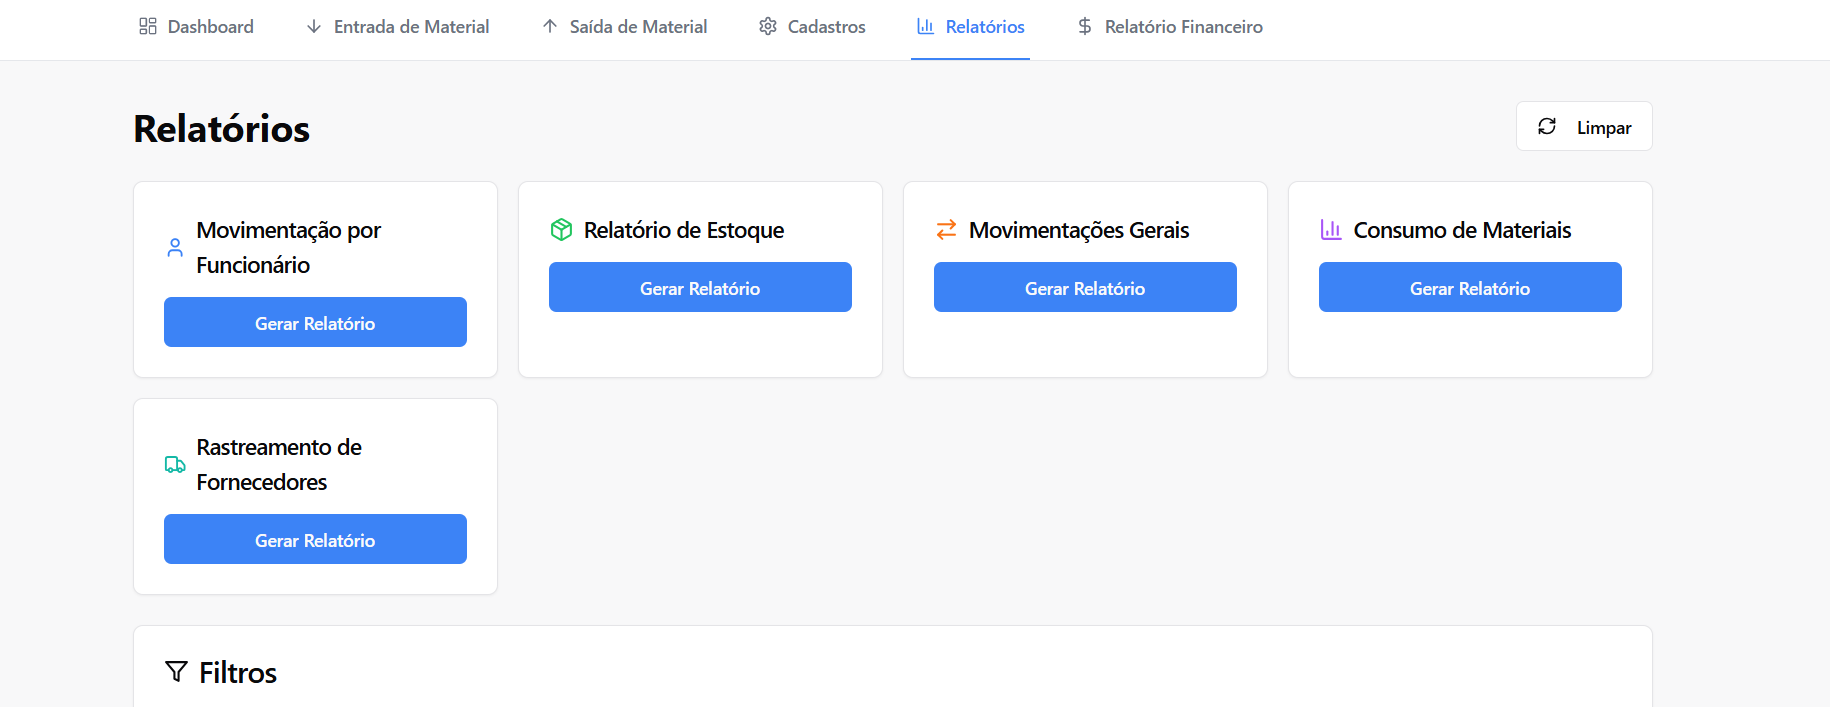 Dashboard
Entrada de Material
Saída de Material
Cadastros
Relatórios
Relatório Financeiro
Relatórios
Limpar
Movimentação por
Funcionário
Gerar Relatório
Relatório de Estoque
Gerar Relatório
Movimentações Gerais
Gerar Relatório
Consumo de Materiais
Gerar Relatório
Rastreamento de
Fornecedores
Gerar Relatório
Filtros